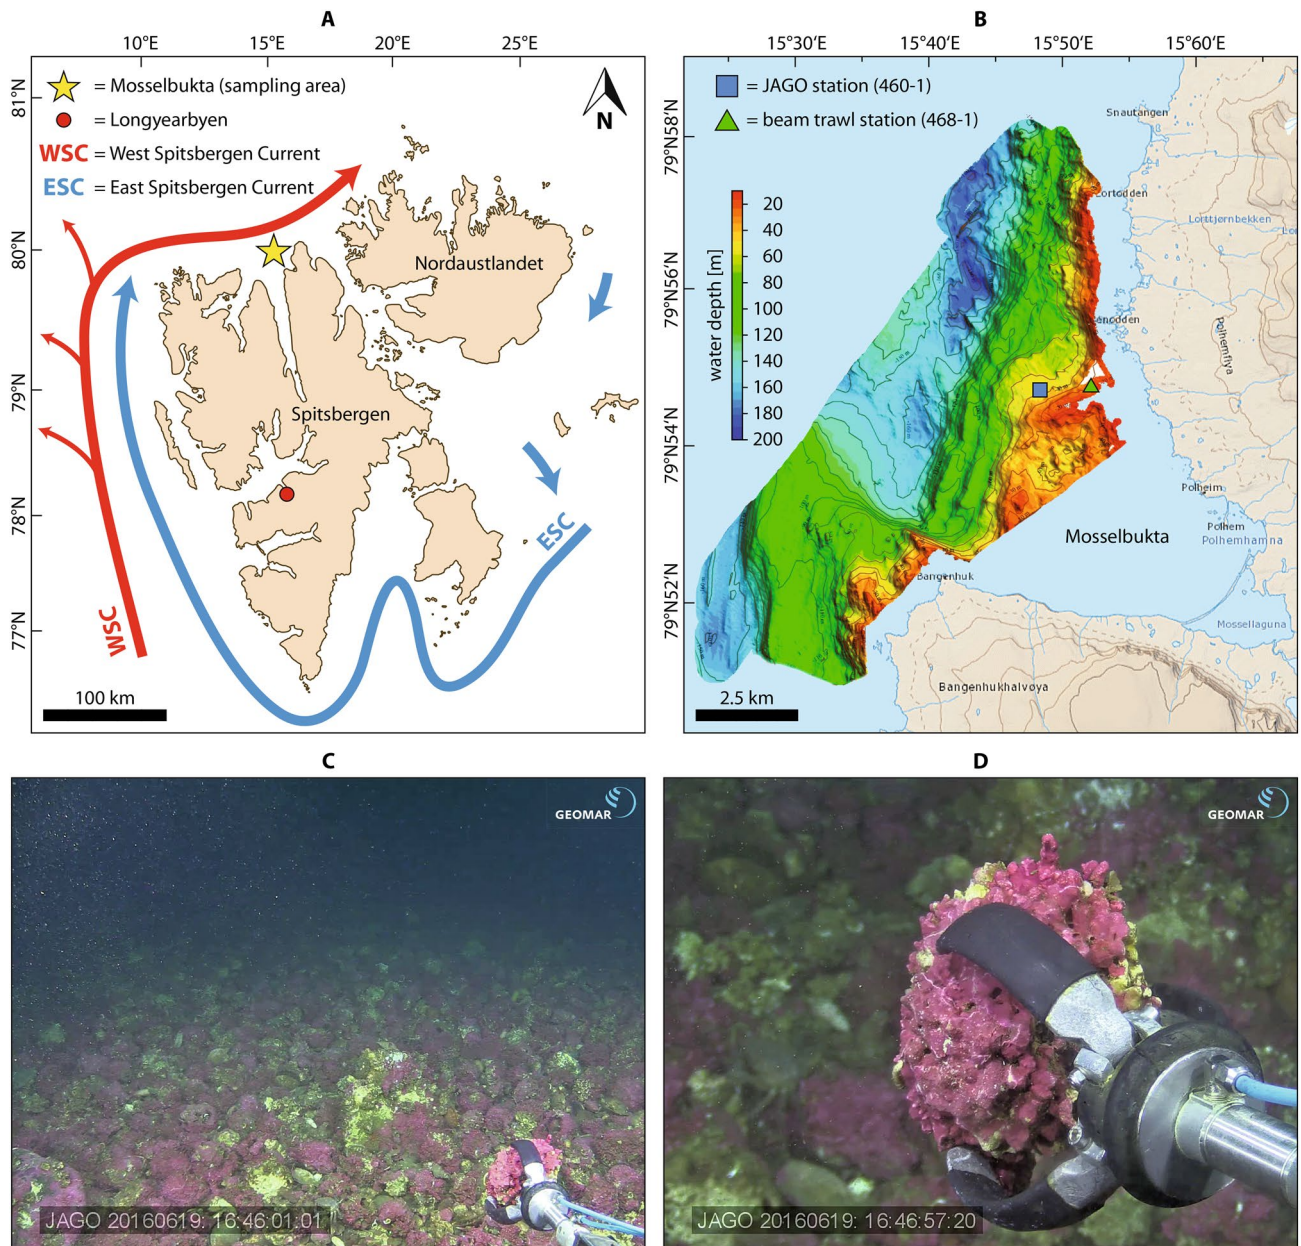 A
10°E
15°E
20°E
25°E
81°N
80°N
79°N
78°N
77°N
= Mosselbukta (sampling area)
= Longyearbyen
WSC = West Spitsbergen Current
ESC = East Spitsbergen Current
N
Nordaustlandet
Spitsbergen
ESC
WSC
100 km
B
15°30′E
15°40′E
15°50′E
15°60′E
79°N58′N
79°N56′N
79°N54′N
79°N52′N
= JAGO station (460-1)
= beam trawl station (468-1)
water depth [m]
20
40
60
80
100
120
140
160
180
200
Snautangen
Lorttjørnbekken
Polheim
Polhem
Polhemhamna
Mosselbukta
Bangenhuk
Mossellaguna
Bangenhukhalvøya
2.5 km
C
GEOMAR
JAGO 20160619: 16:46:01:01
D
GEOMAR
JAGO 20160619: 16:46:57:20